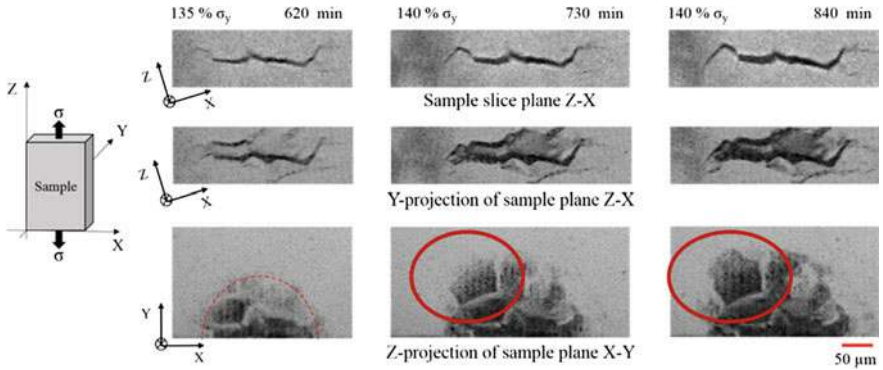 135 % σy 620 min 140 % σy 730 min 140 % σy 840 min
Z
X
Sample slice plane Z-X
Z
σ
Y
Sample
X
σ
Z
X
Y-projection of sample plane Z-X
Y
X
Z-projection of sample plane X-Y
50 µm